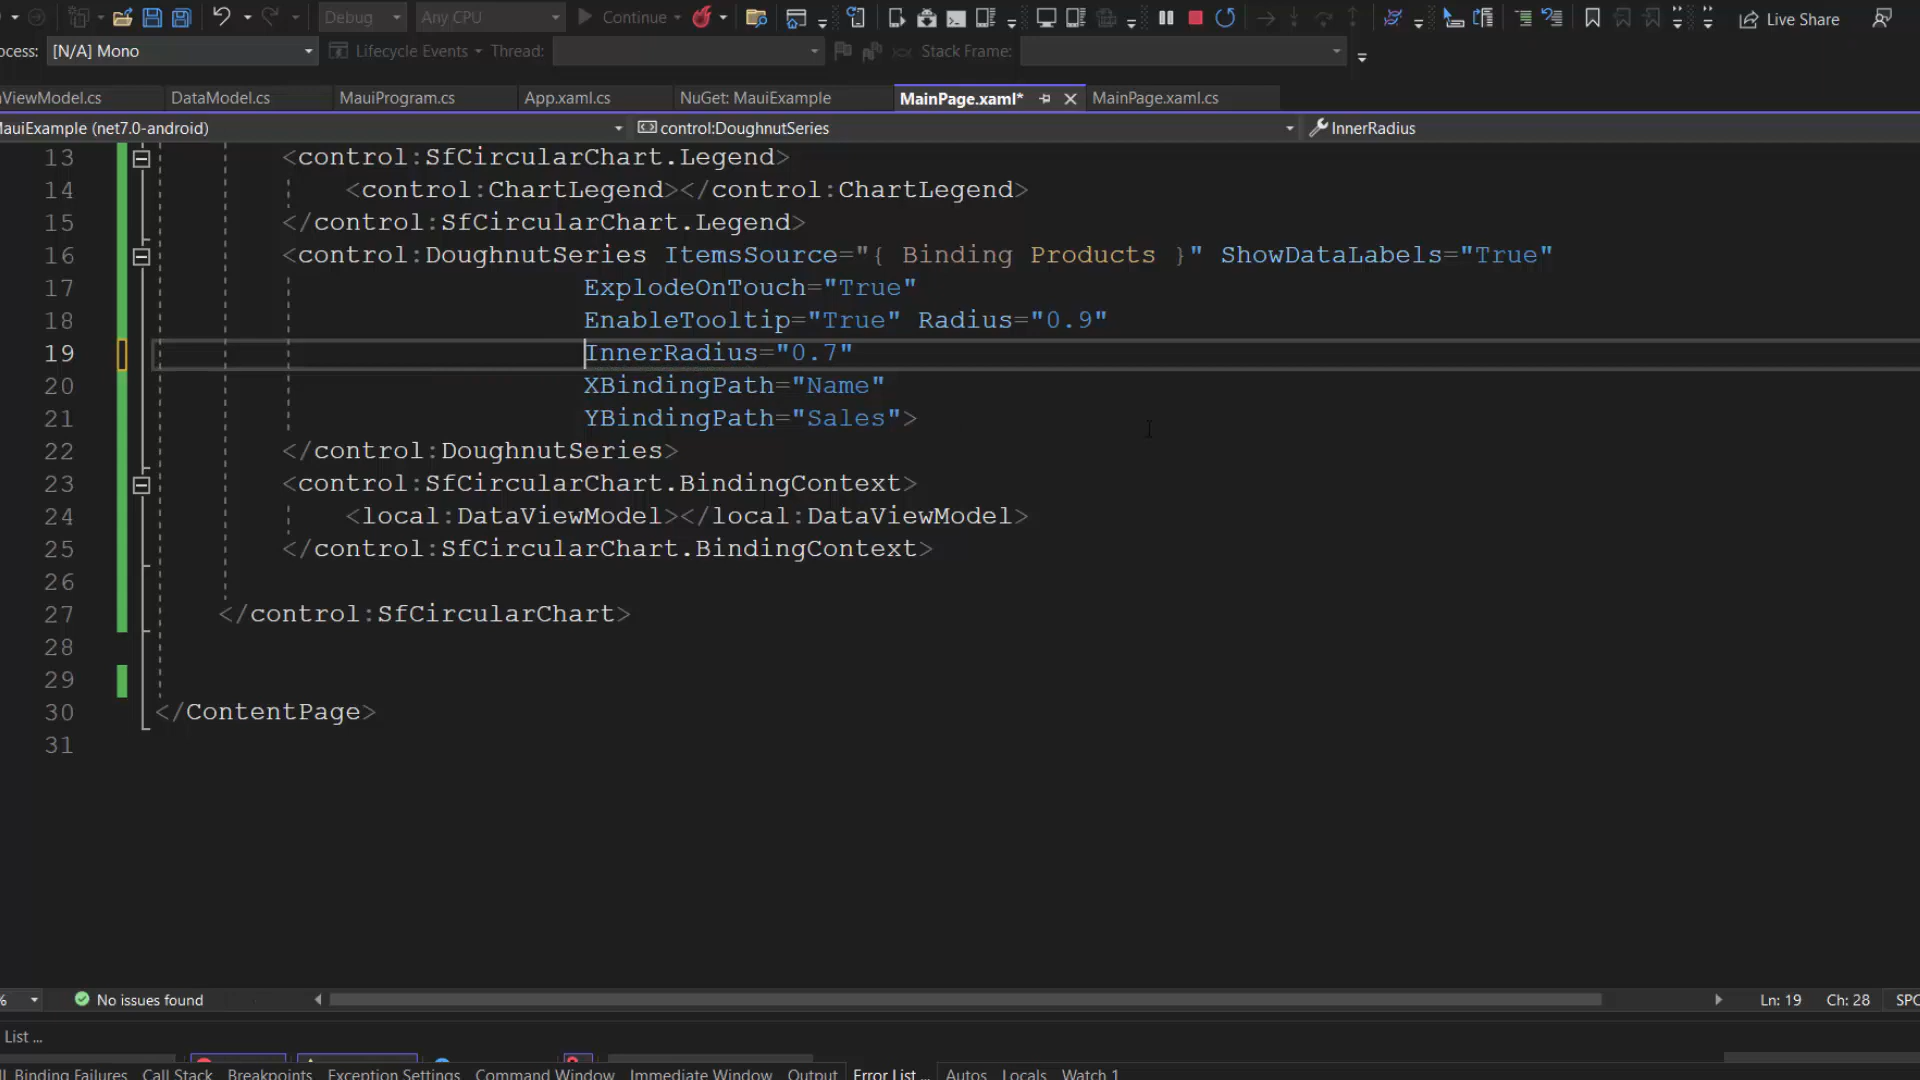 Debug Any CPU Continue Live Share
ocess: [N/A] Mono Lifecycle Events Thread: Stack Frame:
ViewModel.cs DataModel.cs MauiProgram.cs App.xaml.cs NuGet: MauiExample MainPage.xaml* MainPage.xaml.cs
MauiExample (net7.0-android) control:DoughnutSeries InnerRadius
13 <control:SfCircularChart.Legend>
14 <control:ChartLegend></control:ChartLegend>
15 </control:SfCircularChart.Legend>
16 <control:DoughnutSeries ItemsSource="{ Binding Products }" ShowDataLabels="True"
17 ExplodeOnTouch="True"
18 EnableTooltip="True" Radius="0.9"
19 InnerRadius="0.7"
20 XBindingPath="Name"
21 YBindingPath="Sales">
22 </control:DoughnutSeries>
23 <control:SfCircularChart.BindingContext>
24 <local:DataViewModel></local:DataViewModel>
25 </control:SfCircularChart.BindingContext>
26
27 </control:SfCircularChart>
28
29
30 </ContentPage>
31
% No issues found Ln: 19 Ch: 28 SPC
List ...
Binding Failures Call Stack Breakpoints Exception Settings Command Window Immediate Window Output Error List ... Autos Locals Watch 1